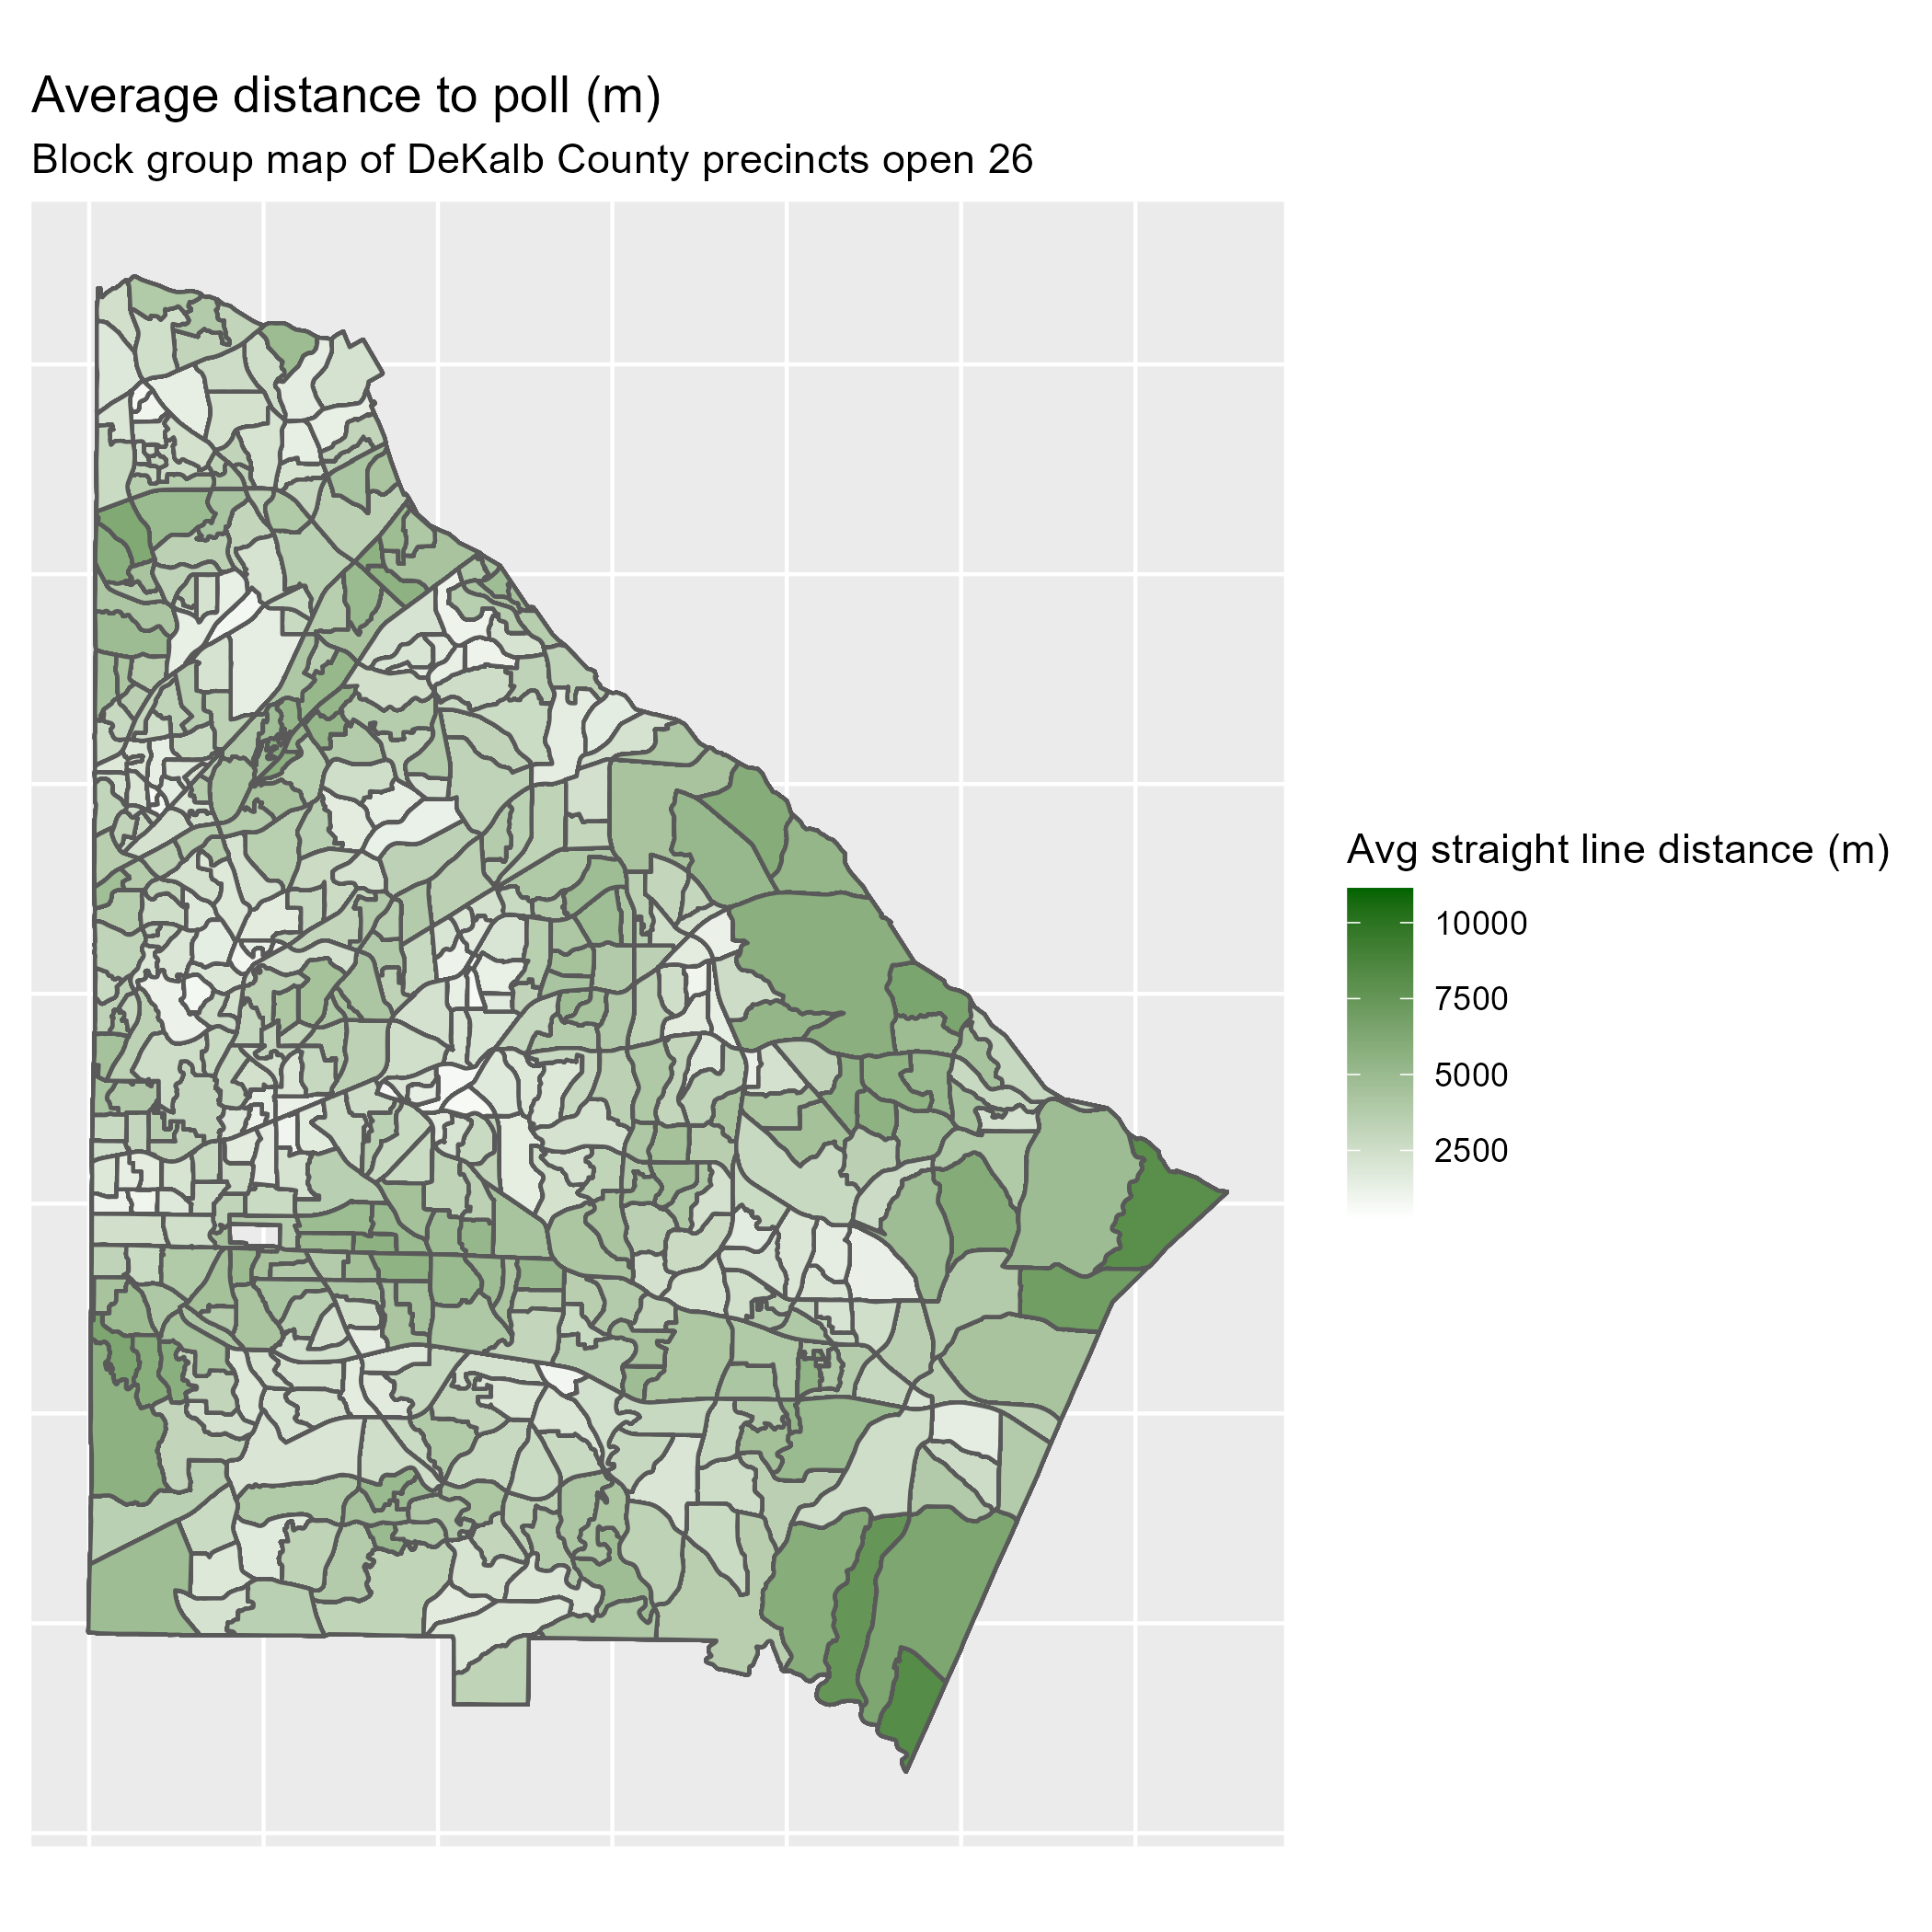 Average distance to poll (m)
Block group map of DeKalb County precincts open 26
Avg straight line distance (m)
10000
7500
5000
2500